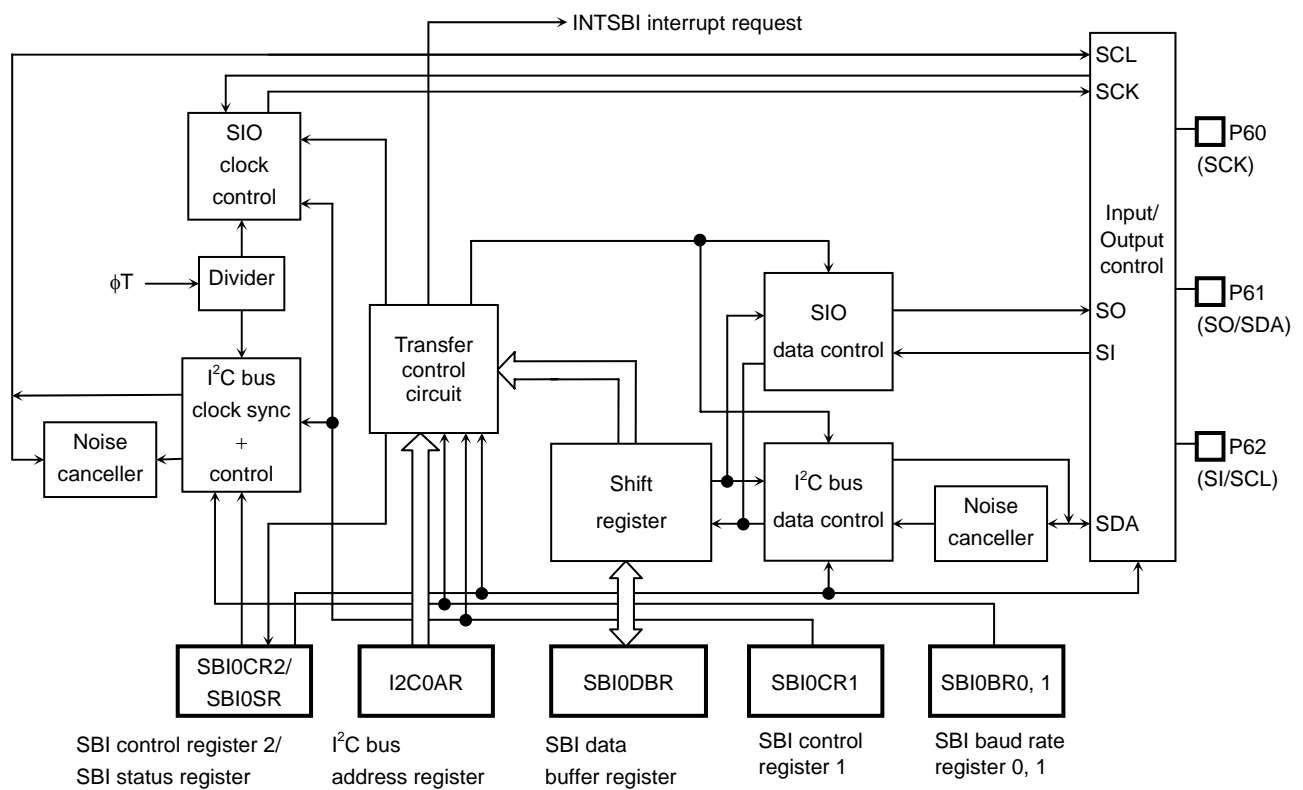 INTSBI interrupt request
SCL
SCK
SIO
clock
control
P60
(SCK)
Input/
Output
control
ϕT
Divider
P61
(SO/SDA)
SO
SI
SIO
data control
Transfer
control
circuit
I²C bus
clock sync
+
control
Noise
canceller
P62
(SI/SCL)
Shift
register
I²C bus
data control
Noise
canceller
SDA
SBI0CR2/
SBI0SR
I2C0AR
SBI0DBR
SBI0CR1
SBI0BR0, 1
SBI control register 2/
SBI status register
I²C bus
address register
SBI data
buffer register
SBI control
register 1
SBI baud rate
register 0, 1